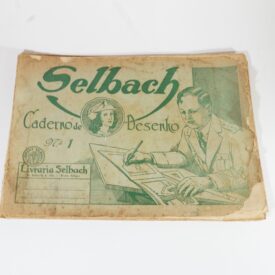 Selbach
Caderno de Desenho
Nº 1
Livraria Selbach